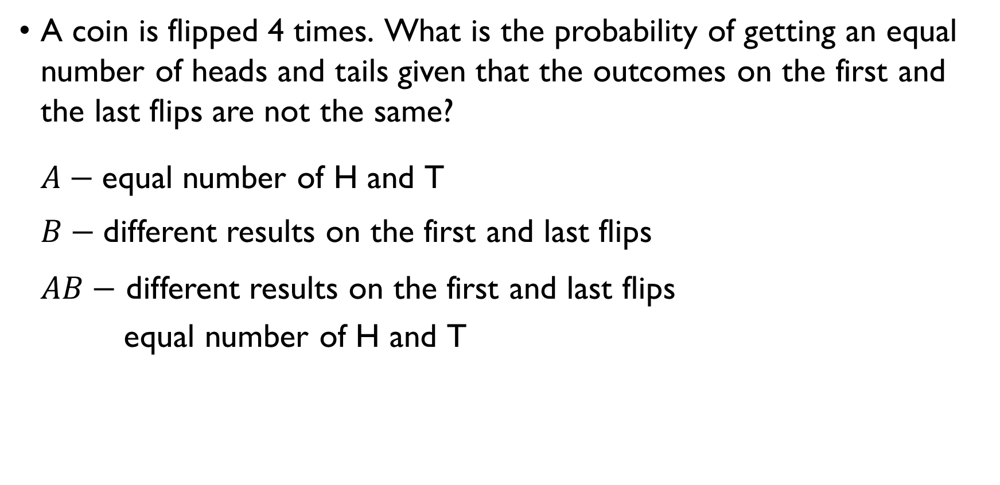 • A coin is flipped 4 times. What is the probability of getting an equal
number of heads and tails given that the outcomes on the first and
the last flips are not the same?
A – equal number of H and T
B – different results on the first and last flips
AB – different results on the first and last flips
equal number of H and T